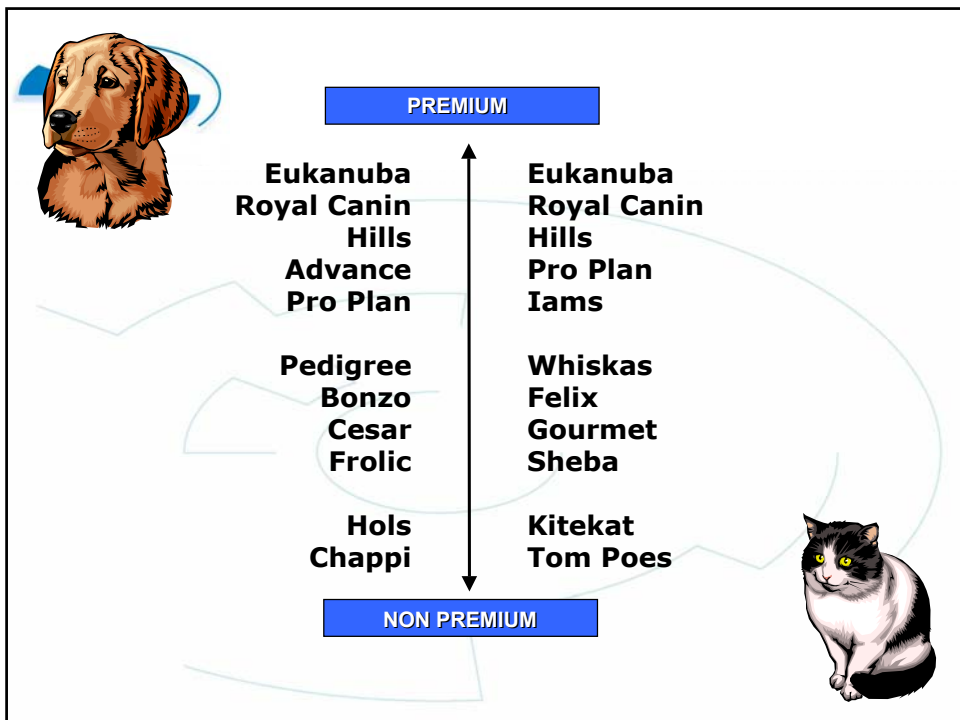 PREMIUM
Eukanuba Eukanuba
Royal Canin Royal Canin
Hills Hills
Advance Pro Plan
Pro Plan Iams
Pedigree Whiskas
Bonzo Felix
Cesar Gourmet
Frolic Sheba
Hols Kitekat
Chappi Tom Poes
NON PREMIUM